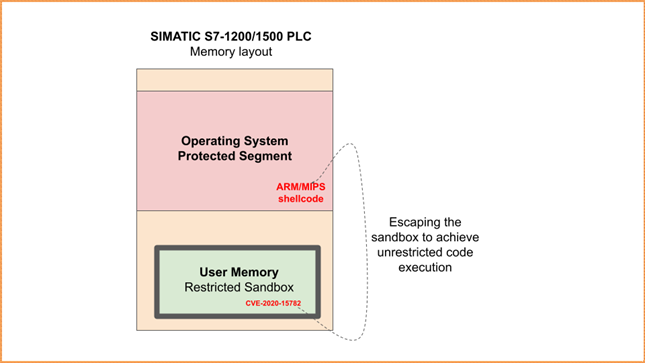 SIMATIC S7-1200/1500 PLC
Memory layout
Operating System
Protected Segment
ARM/MIPS
shellcode
Escaping the
sandbox to achieve
unrestricted code
execution
User Memory
Restricted Sandbox
CVE-2020-15782